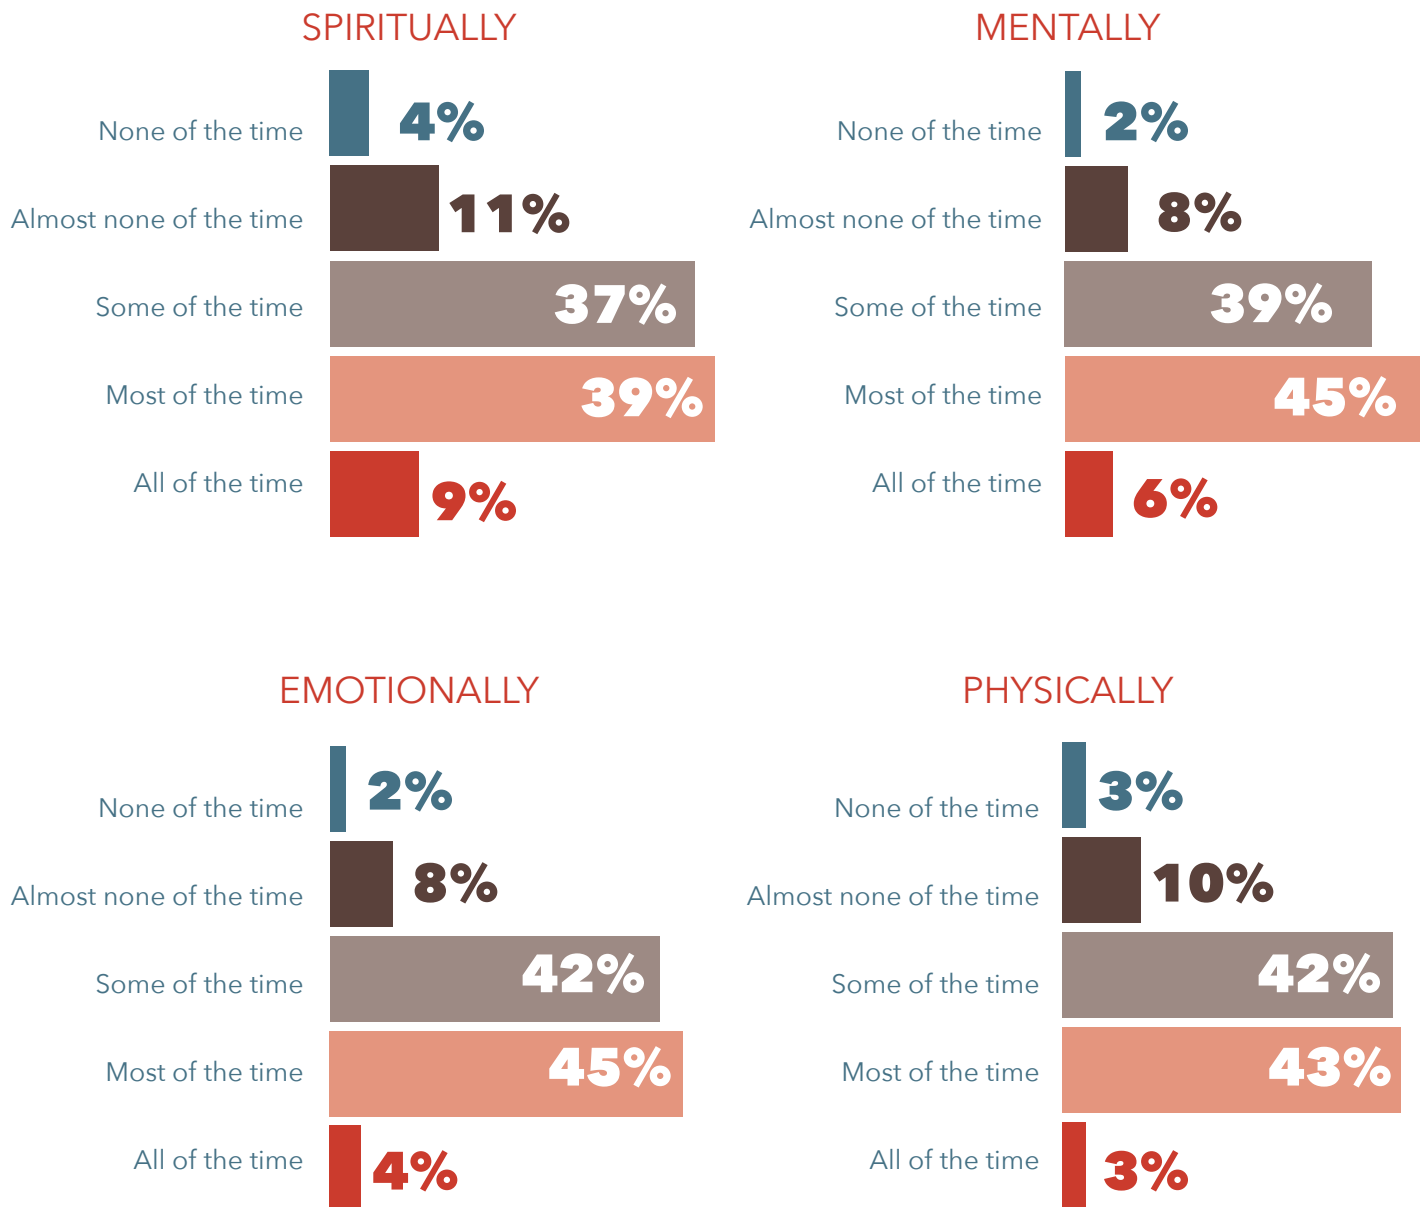 SPIRITUALLY
None of the time 4%
Almost none of the time 11%
Some of the time 37%
Most of the time 39%
All of the time 9%
MENTALLY
None of the time 2%
Almost none of the time 8%
Some of the time 39%
Most of the time 45%
All of the time 6%
EMOTIONALLY
None of the time 2%
Almost none of the time 8%
Some of the time 42%
Most of the time 45%
All of the time 4%
PHYSICALLY
None of the time 3%
Almost none of the time 10%
Some of the time 42%
Most of the time 43%
All of the time 3%